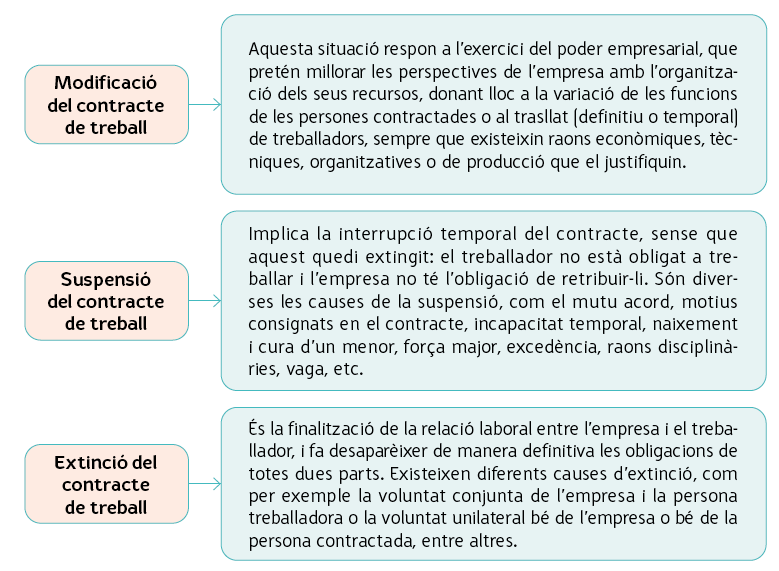 Modificació
del contracte
de treball
Aquesta situació respon a l'exercici del poder empresarial, que
pretén millorar les perspectives de l'empresa amb l'organitza-
ció dels seus recursos, donant lloc a la variació de les funcions
de les persones contractades o al trasllat (definitiu o temporal)
de treballadors, sempre que existeixin raons econòmiques, tèc-
niques, organitzatives o de producció que el justifiquin.
Suspensió
del contracte
de treball
Implica la interrupció temporal del contracte, sense que
aquest quedi extingit: el treballador no està obligat a tre-
ballar i l'empresa no té l'obligació de retribuir-li. Són diver-
ses les causes de la suspensió, com el mutu acord, motius
consignats en el contracte, incapacitat temporal, naixement
i cura d'un menor, força major, excedència, raons disciplinà-
ries, vaga, etc.
Extinció del
contracte
de treball
És la finalització de la relació laboral entre l'empresa i el treba-
llador, i fa desaparèixer de manera definitiva les obligacions de
totes dues parts. Existeixen diferents causes d'extinció, com
per exemple la voluntat conjunta de l'empresa i la persona
treballadora o la voluntat unilateral bé de l'empresa o bé de la
persona contractada, entre altres.